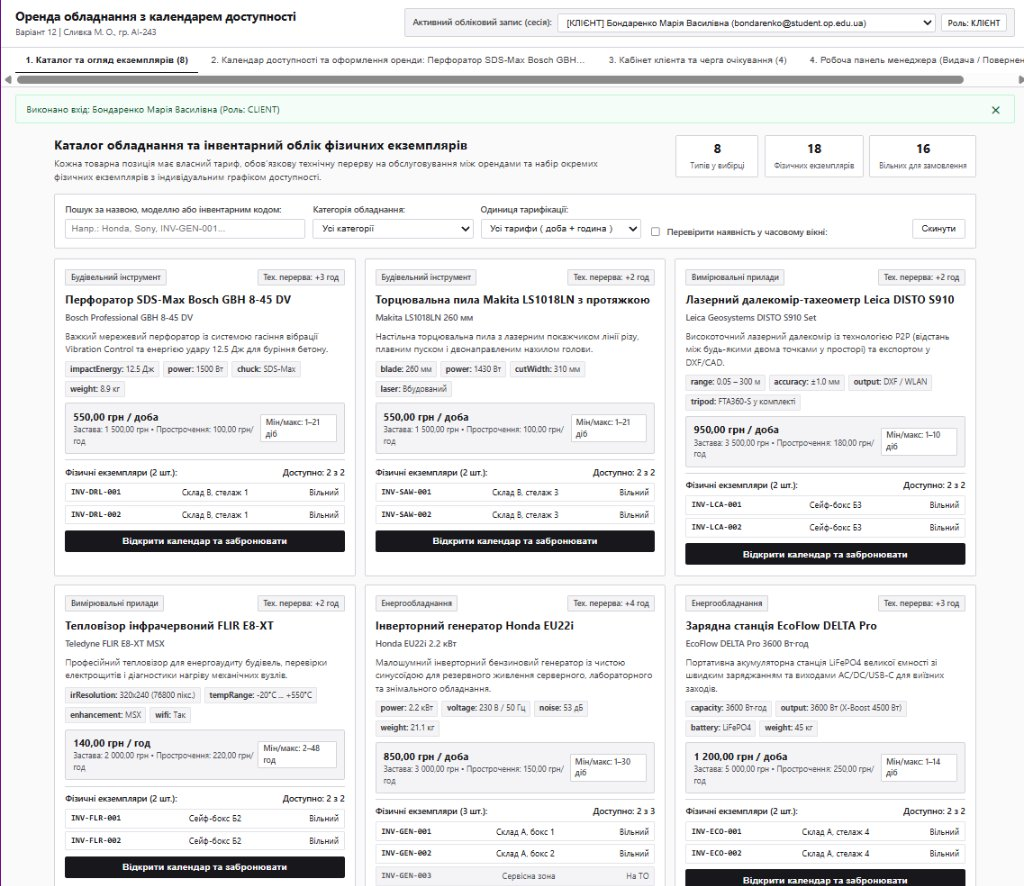 Оренда обладнання з календарем доступності
Варіант 12 | Сливка М. О., гр. АІ-243
Активний обліковий запис (сесія):
[КЛІЄНТ] Бондаренко Марія Василівна (bondarenko@student.op.edu.ua)
Роль: КЛІЄНТ
1. Каталог та огляд екземплярів (8)
2. Календар доступності та оформлення оренди: Перфоратор SDS-Max Bosch GBH...
3. Кабінет клієнта та черга очікування (4)
4. Робоча панель менеджера (Видача / Повернен
Виконано вхід: Бондаренко Марія Василівна (Роль: CLIENT)
×
Каталог обладнання та інвентарний облік фізичних екземплярів
Кожна товарна позиція має власний тариф, обов'язкову технічну перерву на обслуговування між орендами та набір окремих
фізичних екземплярів з індивідуальним графіком доступності.
8
Типів у вибірці
18
Фізичних екземплярів
16
Вільних для замовлення
Пошук за назвою, моделлю або інвентарним кодом:
Напр.: Honda, Sony, INV-GEN-001...
Категорія обладнання:
Усі категорії
Одиниця тарифікації:
Усі тарифи ( доба + година )
Перевірити наявність у часовому вікні:
Скинути
Будівельний інструмент
Тех. перерва: +3 год
Перфоратор SDS-Max Bosch GBH 8-45 DV
Bosch Professional GBH 8-45 DV
Важкий мережевий перфоратор із системою гасіння вібрації
Vibration Control та енергією удару 12.5 Дж для буріння бетону.
impactEnergy: 12.5 Дж
power: 1500 Вт
chuck: SDS-Max
weight: 8.9 кг
550,00 грн / доба
Застава: 1 500,00 грн • Прострочення: 100,00 грн/
год
Мін/макс: 1–21
діб
Фізичні екземпляри (2 шт.):
Доступно: 2 з 2
INV-DRL-001
Склад В, стелаж 1
Вільний
INV-DRL-002
Склад В, стелаж 1
Вільний
Відкрити календар та забронювати
Будівельний інструмент
Тех. перерва: +2 год
Торцювальна пила Makita LS1018LN з протяжкою
Makita LS1018LN 260 мм
Настільна торцювальна пила з лазерним покажчиком лінії різу,
плавним пуском і двонаправленим нахилом голови.
blade: 260 мм
power: 1430 Вт
cutWidth: 310 мм
laser: Вбудований
550,00 грн / доба
Застава: 1 500,00 грн • Прострочення: 100,00 грн/
год
Мін/макс: 1–21
діб
Фізичні екземпляри (2 шт.):
Доступно: 2 з 2
INV-SAW-001
Склад В, стелаж 3
Вільний
INV-SAW-002
Склад В, стелаж 3
Вільний
Відкрити календар та забронювати
Вимірювальні прилади
Тех. перерва: +2 год
Лазерний далекомір-тахеометр Leica DISTO S910
Leica Geosystems DISTO S910 Set
Високоточний лазерний далекомір із технологією P2P (відстань
між будь-якими двома точками у просторі) та експортом у
DXF/CAD.
range: 0.05 – 300 м
accuracy: ±1.0 мм
output: DXF / WLAN
tripod: FTA360-S у комплекті
950,00 грн / доба
Застава: 3 500,00 грн • Прострочення: 180,00 грн/
год
Мін/макс: 1–10
діб
Фізичні екземпляри (2 шт.):
Доступно: 2 з 2
INV-LCA-001
Сейф-бокс Б3
Вільний
INV-LCA-002
Сейф-бокс Б3
Вільний
Відкрити календар та забронювати
Вимірювальні прилади
Тех. перерва: +2 год
Тепловізор інфрачервоний FLIR E8-XT
Teledyne FLIR E8-XT MSX
Професійний тепловізор для енергоаудиту будівель, перевірки
електрощитів і діагностики нагріву механічних вузлів.
irResolution: 320x240 (76800 пікс.)
tempRange: -20°C ... +550°C
enhancement: MSX
wifi: Так
140,00 грн / год
Застава: 2 000,00 грн • Прострочення: 220,00 грн/
год
Мін/макс: 2–48
год
Фізичні екземпляри (2 шт.):
Доступно: 2 з 2
INV-FLR-001
Сейф-бокс Б2
Вільний
INV-FLR-002
Сейф-бокс Б2
Вільний
Відкрити календар та забронювати
Енергообладнання
Тех. перерва: +4 год
Інверторний генератор Honda EU22i
Honda EU22i 2.2 кВт
Малошумний інверторний бензиновий генератор із чистою
синусоїдою для резервного живлення серверного, лабораторного
та знімального обладнання.
power: 2.2 кВт
voltage: 230 В / 50 Гц
noise: 53 дБ
weight: 21.1 кг
850,00 грн / доба
Застава: 3 000,00 грн • Прострочення: 150,00 грн/
год
Мін/макс: 1–30
діб
Фізичні екземпляри (3 шт.):
Доступно: 2 з 3
INV-GEN-001
Склад А, бокс 1
Вільний
INV-GEN-002
Склад А, бокс 2
Вільний
INV-GEN-003
Сервісна зона
На ТО
Енергообладнання
Тех. перерва: +3 год
Зарядна станція EcoFlow DELTA Pro
EcoFlow DELTA Pro 3600 Вт·год
Портативна акумуляторна станція LiFePO4 великої ємності зі
швидким заряджанням та виходами AC/DC/USB-C для виїзних
заходів.
capacity: 3600 Вт·год
output: 3600 Вт (X-Boost 4500 Вт)
battery: LiFePO4
weight: 45 кг
1 200,00 грн / доба
Застава: 5 000,00 грн • Прострочення: 250,00 грн/
год
Мін/макс: 1–14
діб
Фізичні екземпляри (2 шт.):
Доступно: 2 з 2
INV-ECO-001
Склад А, стелаж 4
Вільний
INV-ECO-002
Склад А, стелаж 4
Вільний
Відкрити календар та забронювати